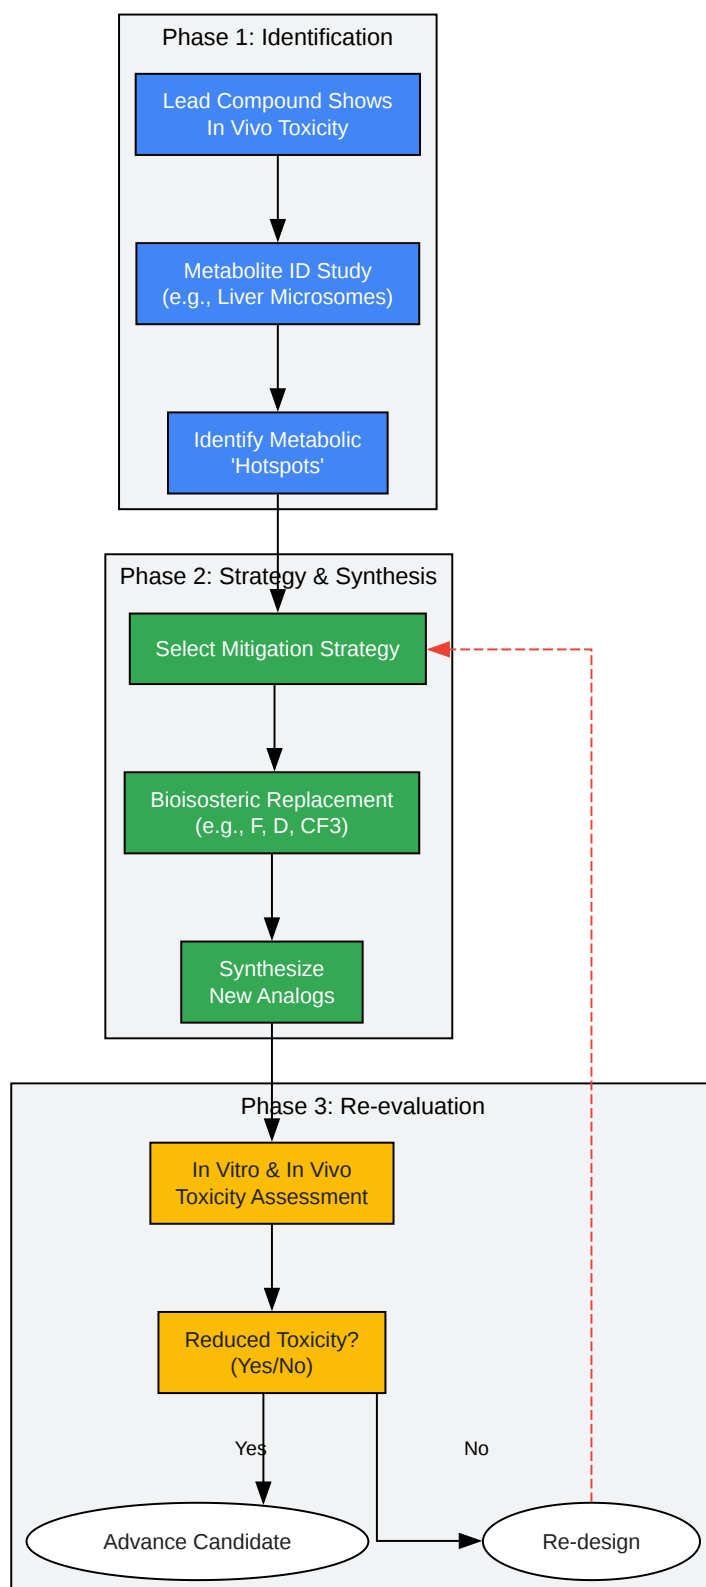 Phase 1: Identification
Lead Compound Shows
In Vivo Toxicity
Metabolite ID Study
(e.g., Liver Microsomes)
Identify Metabolic
'Hotspots'
Phase 2: Strategy & Synthesis
Select Mitigation Strategy
Bioisosteric Replacement
(e.g., F, D, CF3)
Synthesize
New Analogs
Phase 3: Re-evaluation
In Vitro & In Vivo
Toxicity Assessment
Reduced Toxicity?
(Yes/No)
Yes
No
Advance Candidate
Re-design